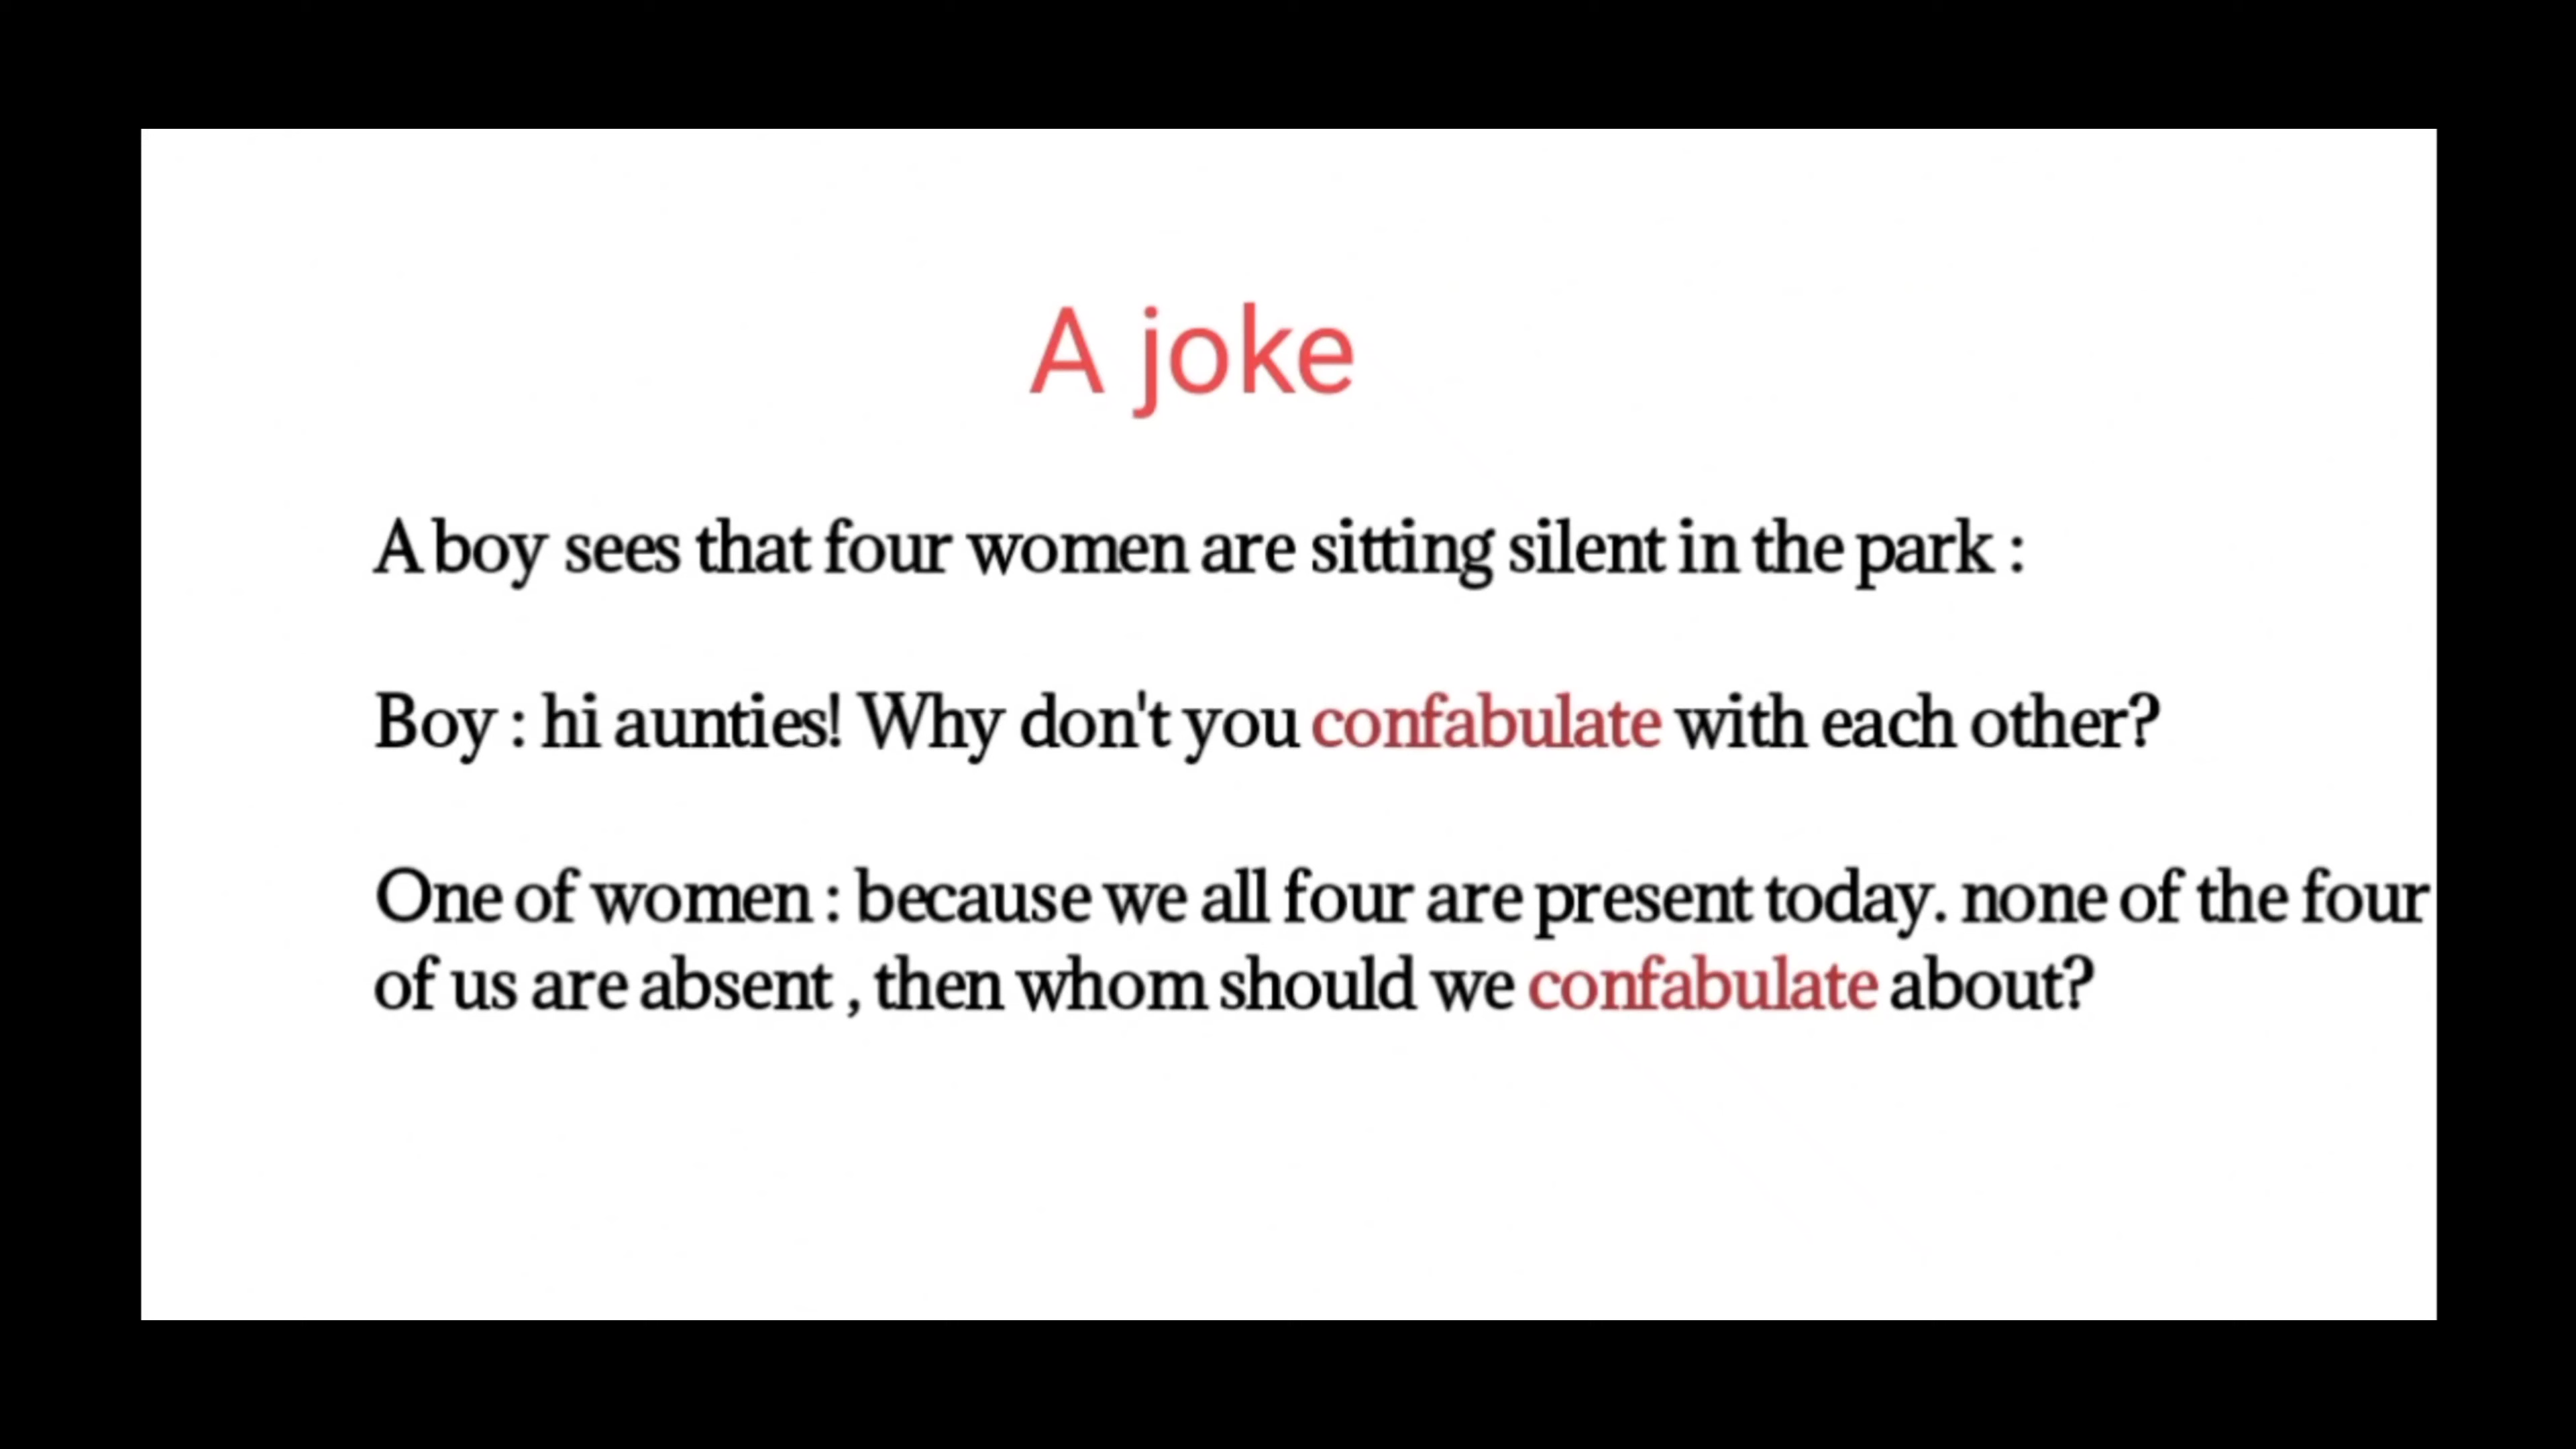 A joke
A boy sees that four women are sitting silent in the park :
Boy : hi aunties! Why don't you confabulate with each other?
One of women : because we all four are present today. none of the four
of us are absent , then whom should we confabulate about?